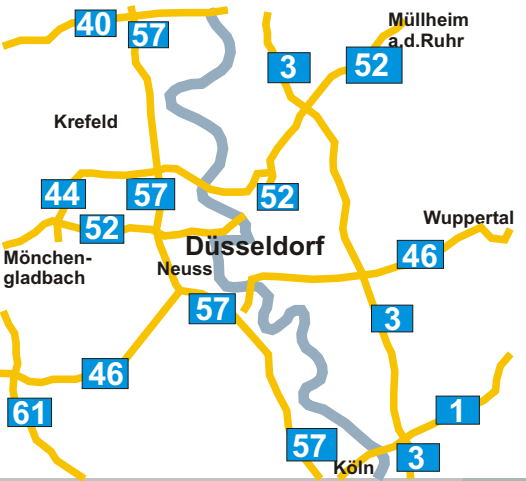 40
57
Müllheim
a.d.Ruhr
3
52
Krefeld
44
57
52
52
Wuppertal
Düsseldorf
46
Mönchen-
gladbach
Neuss
57
3
46
61
1
57
Köln
3